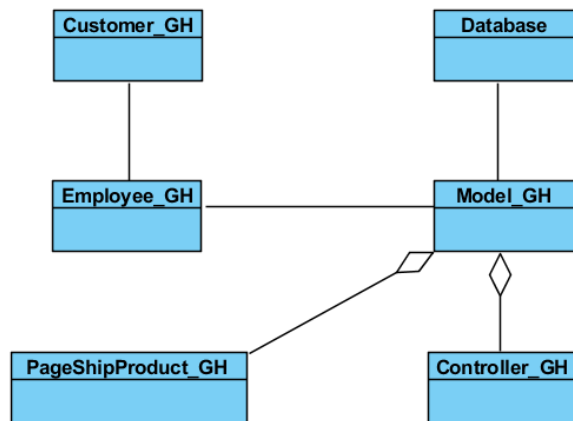 Customer_GH
Database
Employee_GH
Model_GH
PageShipProduct_GH
Controller_GH